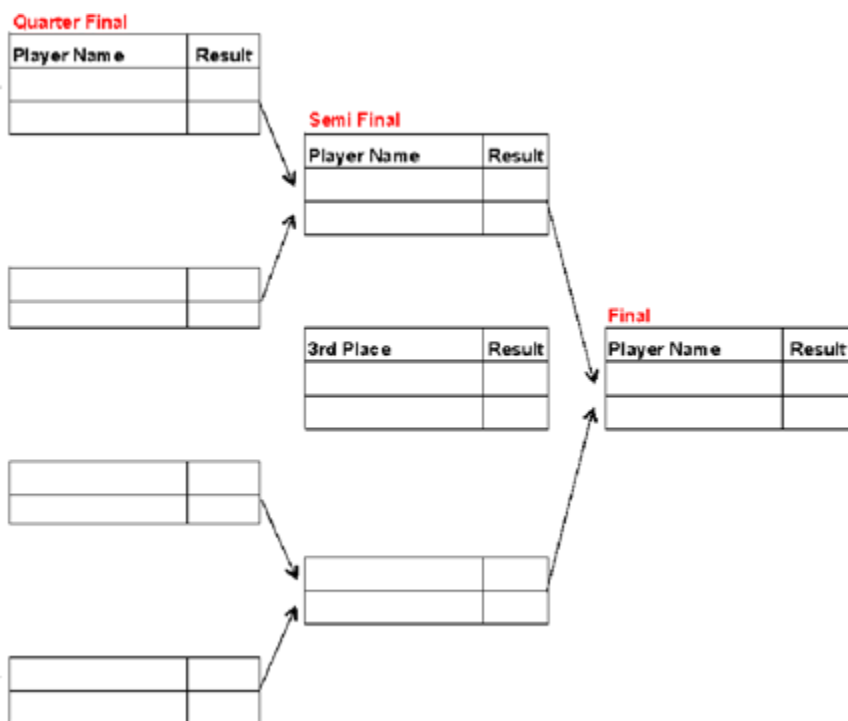 Quarter Final
Player Name Result
Semi Final
Player Name Result
3rd Place Result
Final
Player Name Result